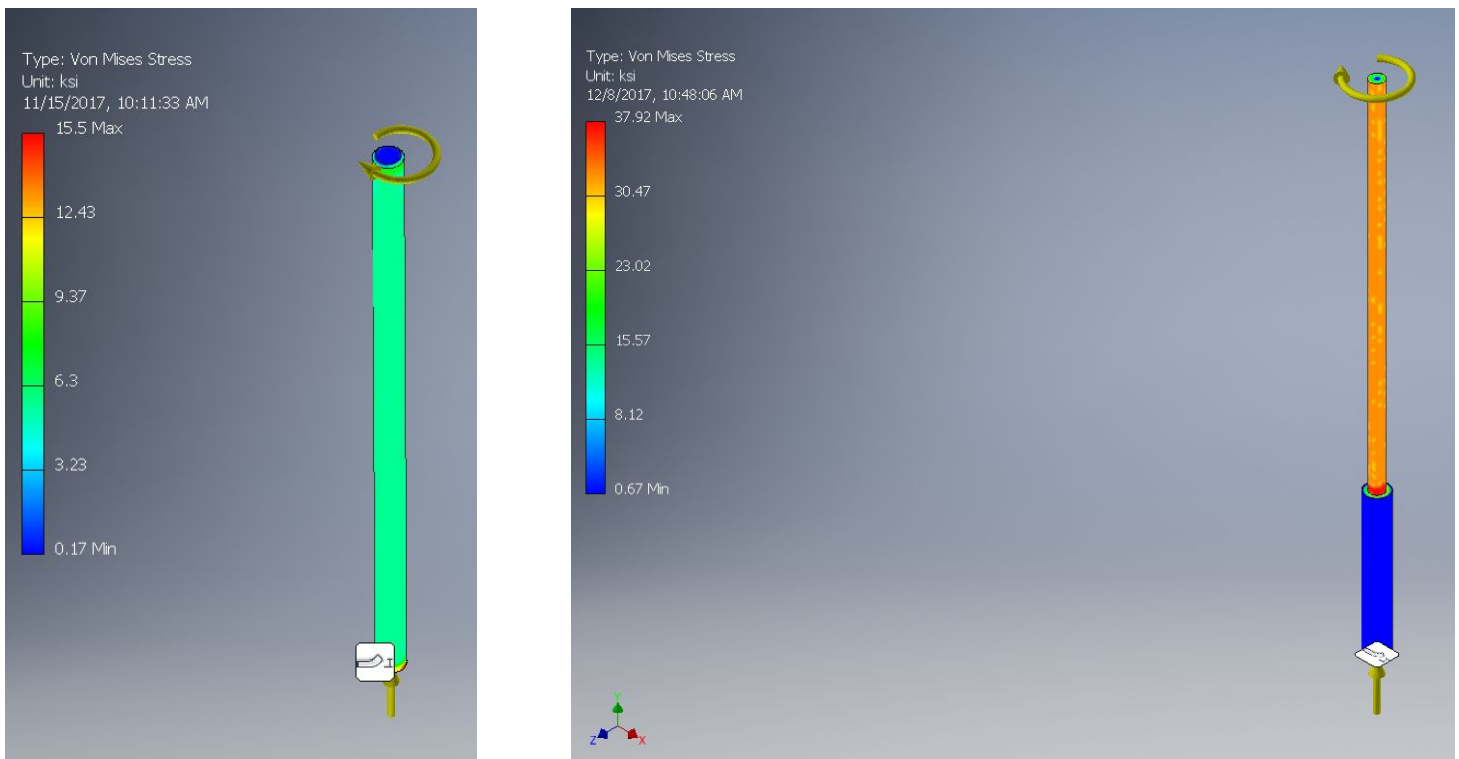 Type: Von Mises Stress
Unit: ksi
11/15/2017, 10:11:33 AM
15.5 Max
12.43
9.37
6.3
3.23
0.17 Min
Type: Von Mises Stress
Unit: ksi
12/8/2017, 10:48:06 AM
37.92 Max
30.47
23.02
15.57
8.12
0.67 Min
Y
Z
X